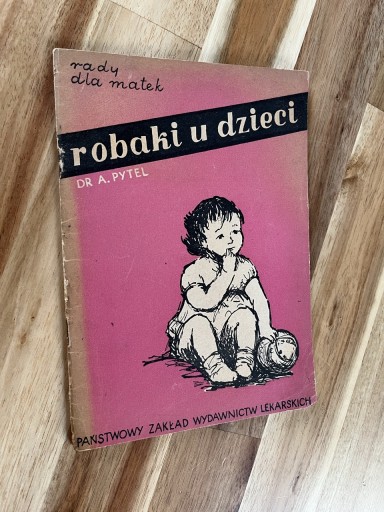 rady
dla matek
robaki u dzieci
DR A. PYTEL
PAŃSTWOWY ZAKŁAD WYDAWNICTW LEKARSKICH